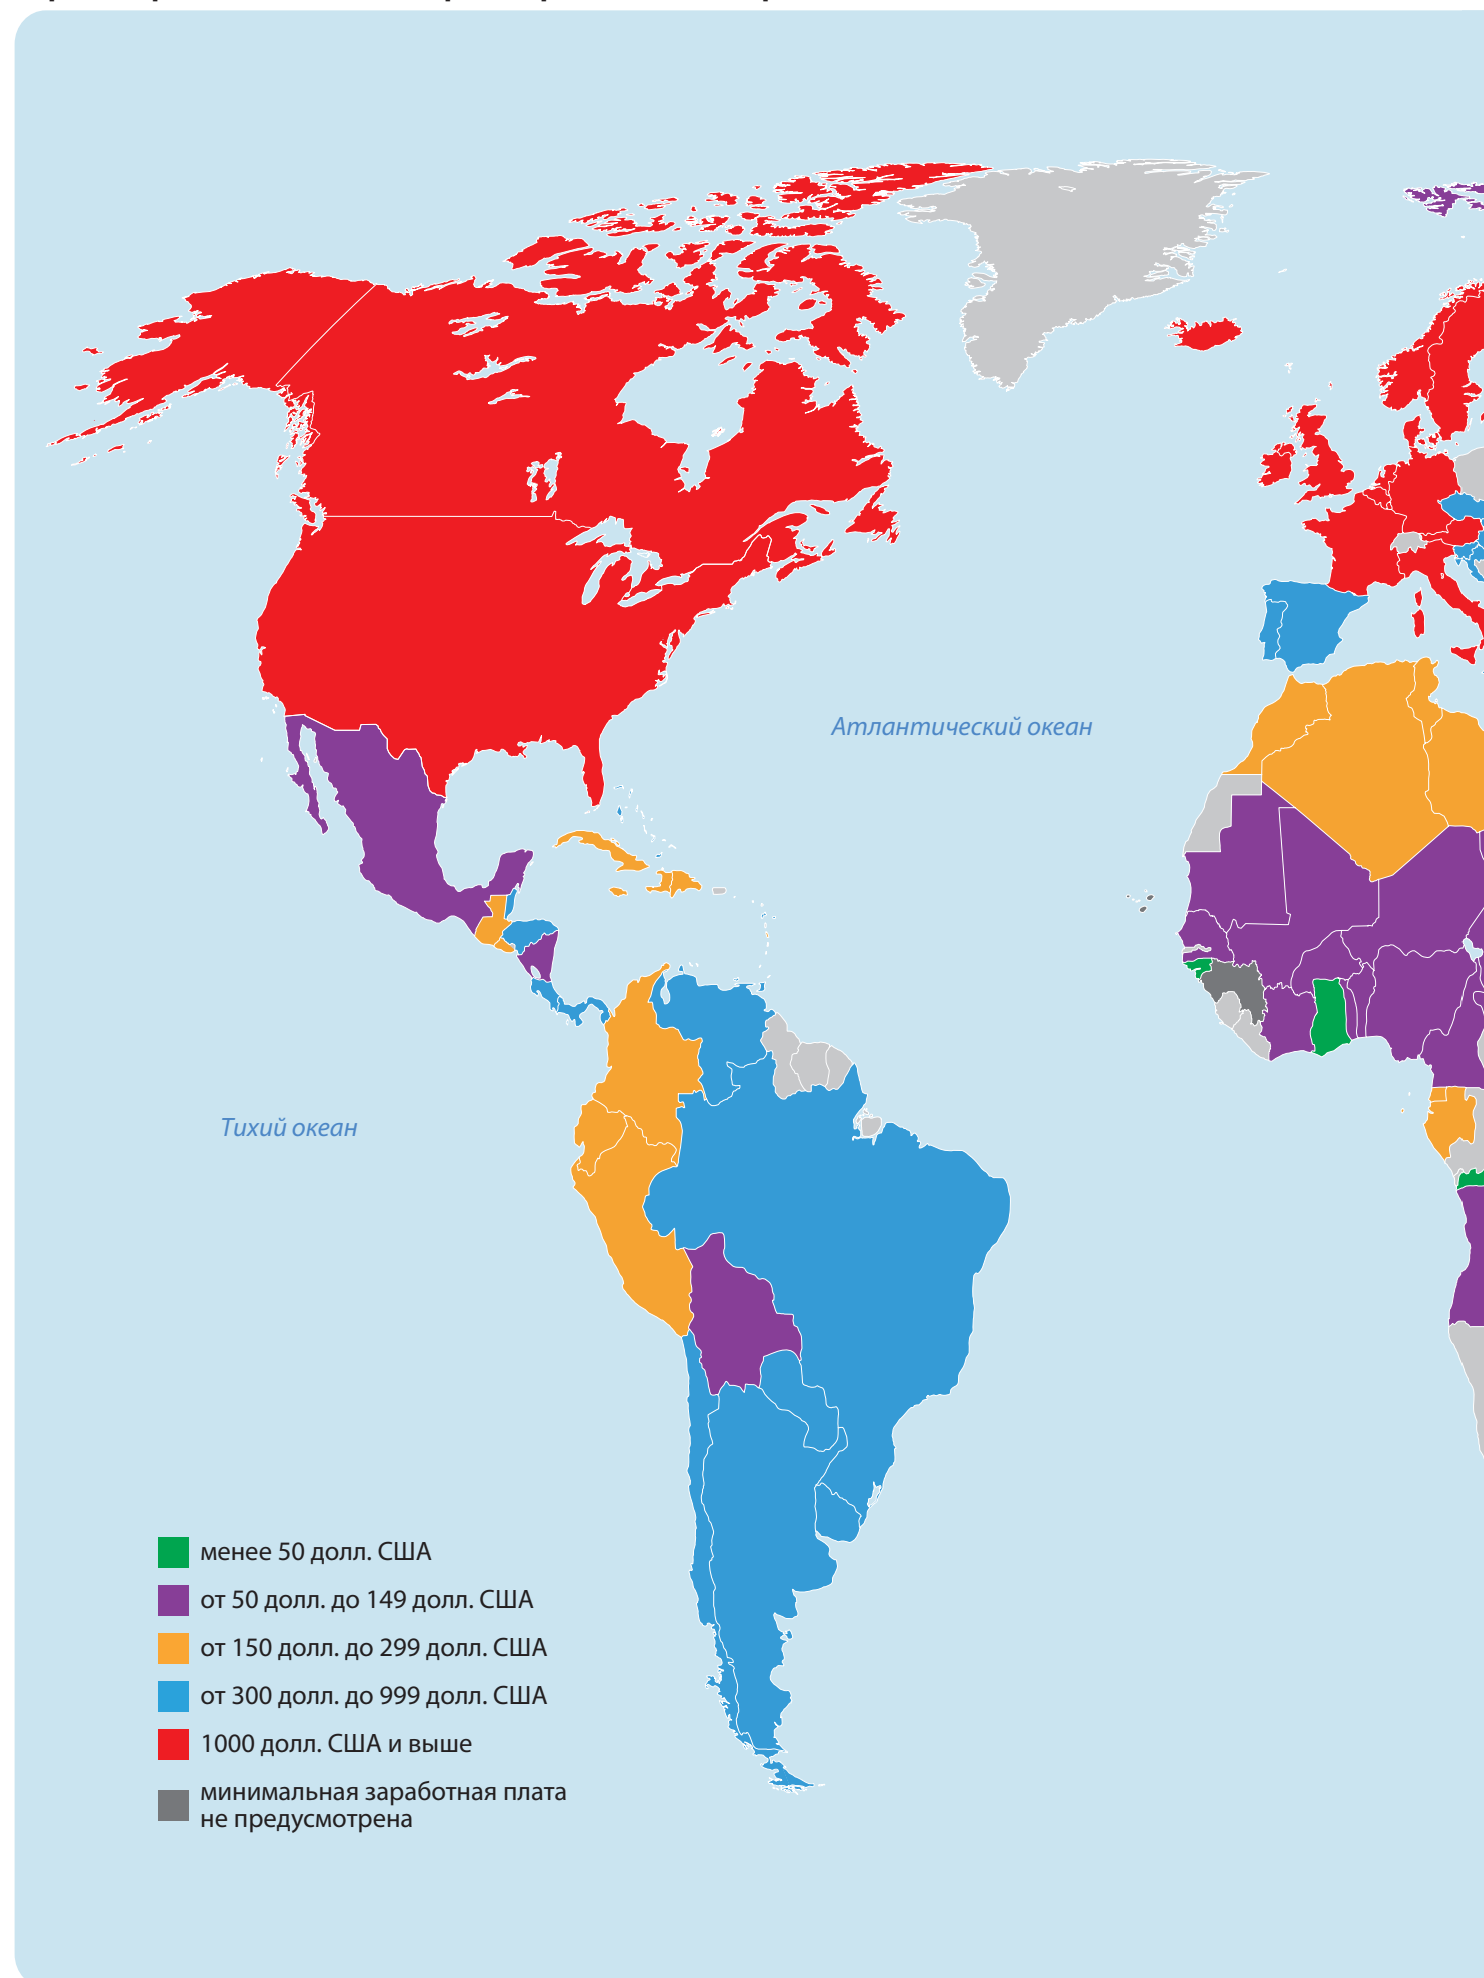 Атлантический океан
Тихий океан
менее 50 долл. США
от 50 долл. до 149 долл. США
от 150 долл. до 299 долл. США
от 300 долл. до 999 долл. США
1000 долл. США и выше
минимальная заработная плата
не предусмотрена